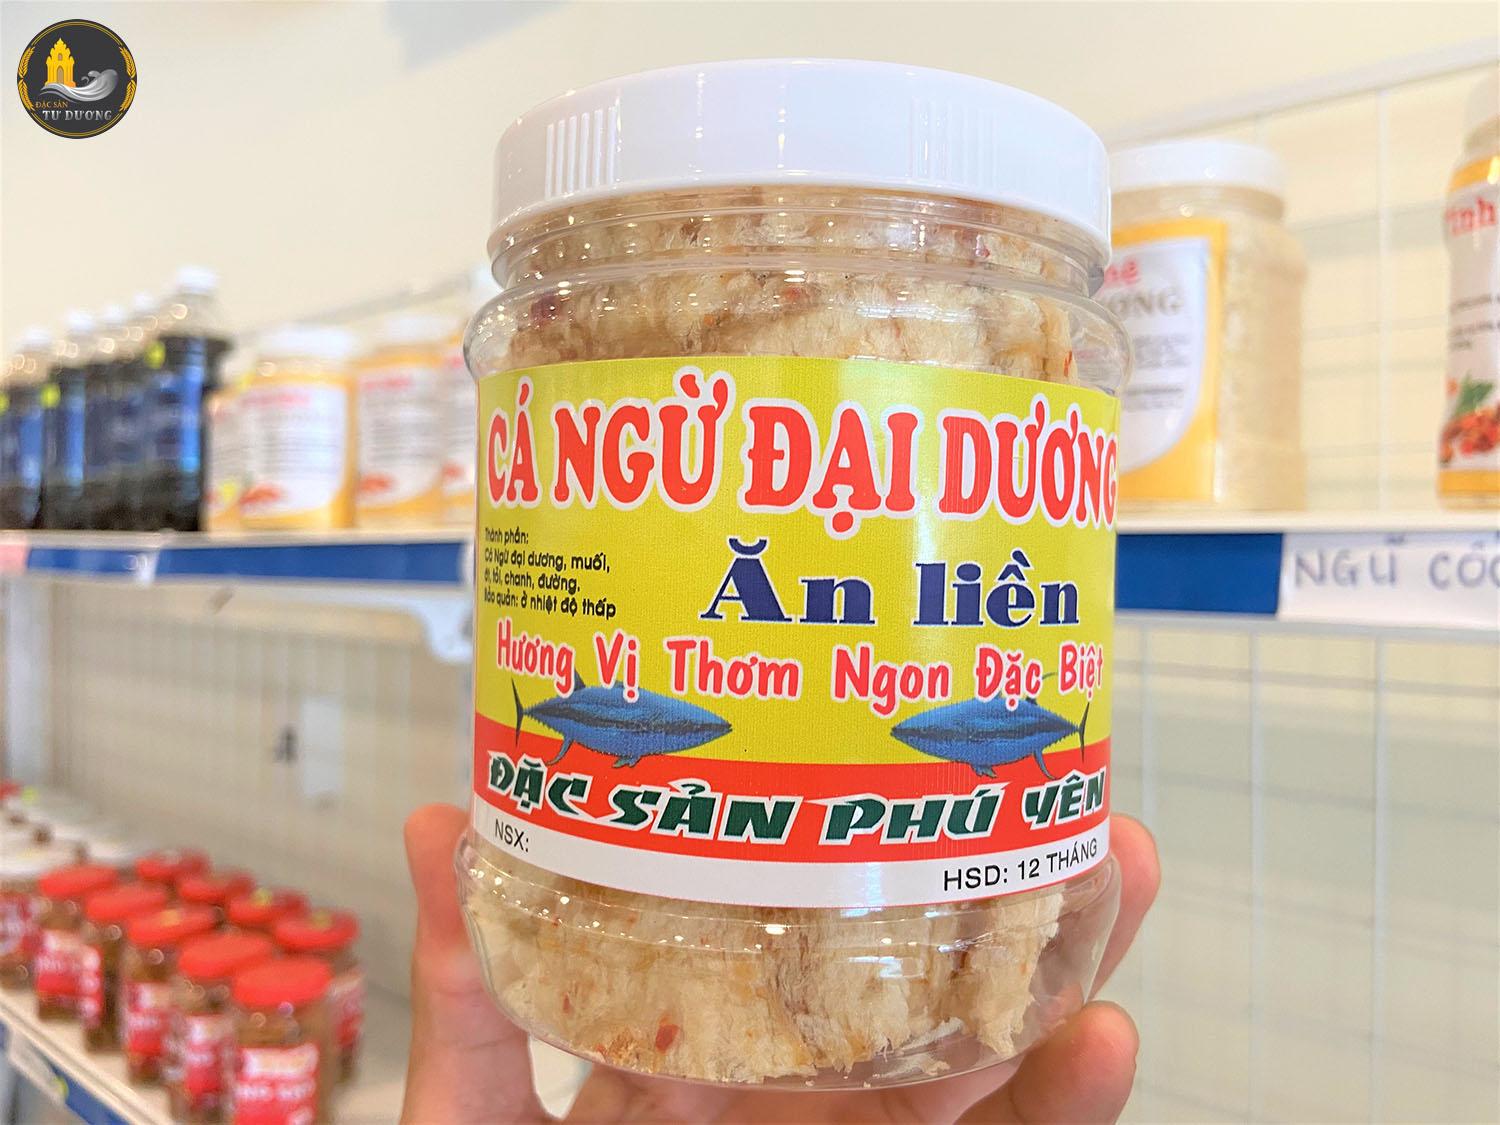 ĐẶC SẢN
TƯ DƯƠNG
CÁ NGỪ ĐẠI DƯƠNG
Thành phần:
Cá Ngừ đại dương, muối,
ớt, tỏi, chanh, đường.
Bảo quản: ở nhiệt độ thấp
Ăn liền
Hương Vị Thơm Ngon Đặc Biệt
ĐẶC SẢN PHÚ YÊN
NSX:
HSD: 12 THÁNG
NGŨ CỐC